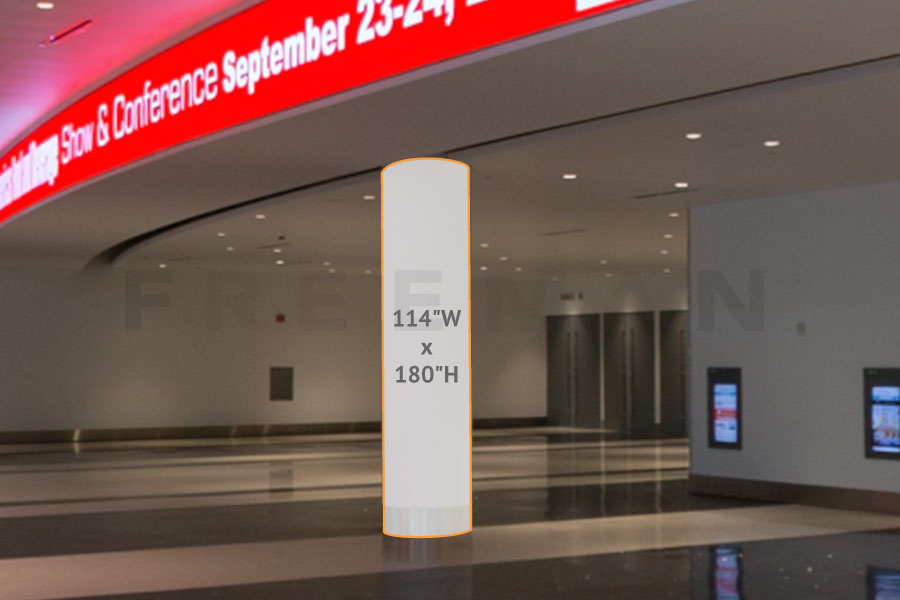 Show & Conference September 23-24,
FREEMAN
114"W
x
180"H